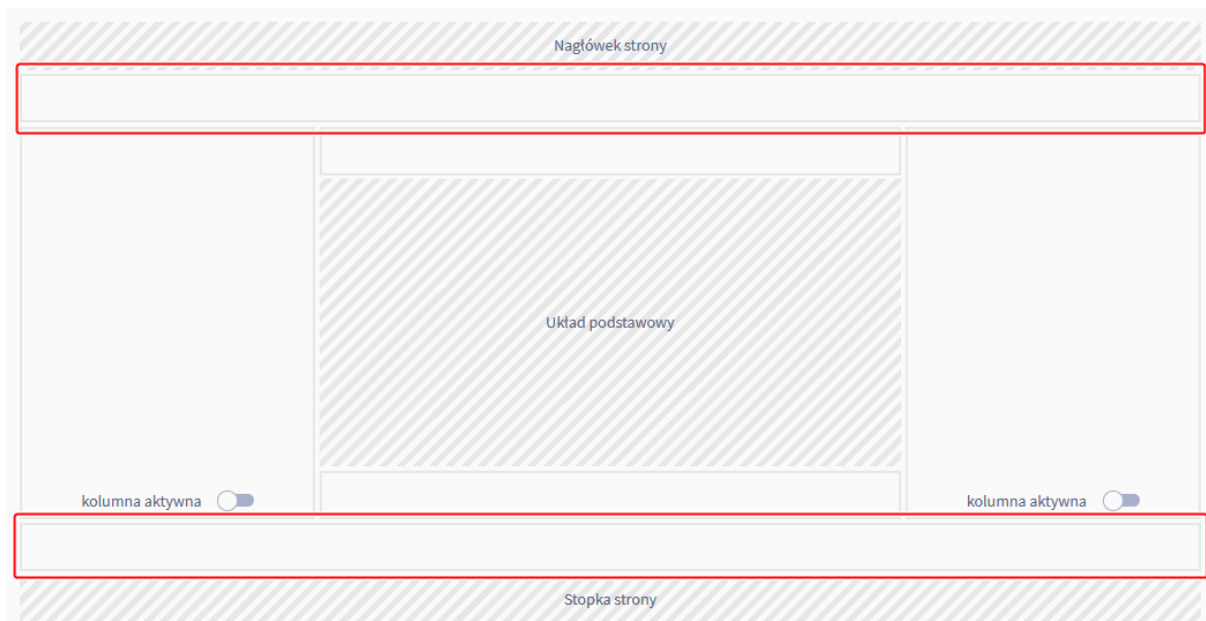 Nagłówek strony
Układ podstawowy
kolumna aktywna
kolumna aktywna
Stopka strony